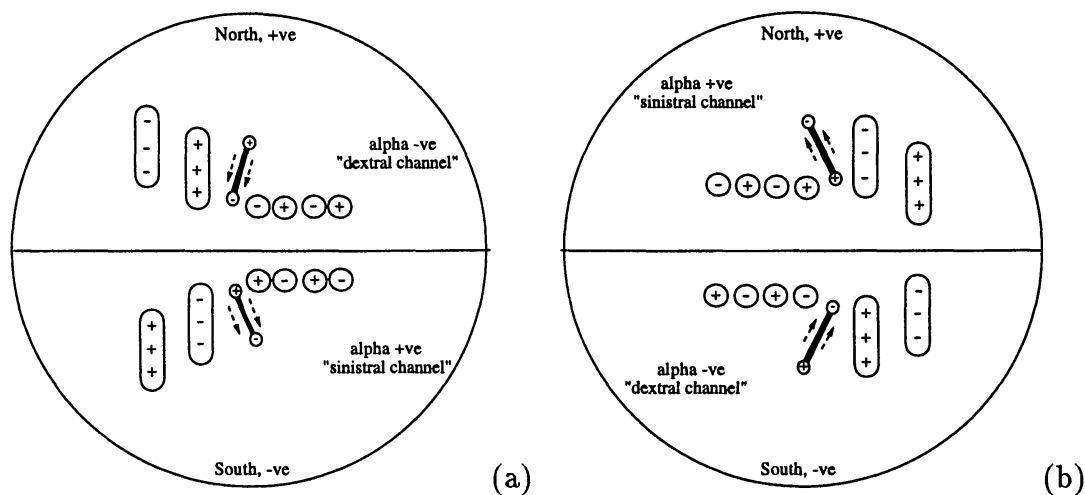 North, +ve
alpha -ve
"dextral channel"
- - -
+ + +
+
-
- + - +
+ - + -
+
-
- - -
+ + +
alpha +ve
"sinistral channel"
South, -ve
(a)
North, +ve
alpha +ve
"sinistral channel"
-
+
- - -
+ + +
- + - +
+ - + -
-
+
+ + +
- - -
alpha -ve
"dextral channel"
South, -ve
(b)